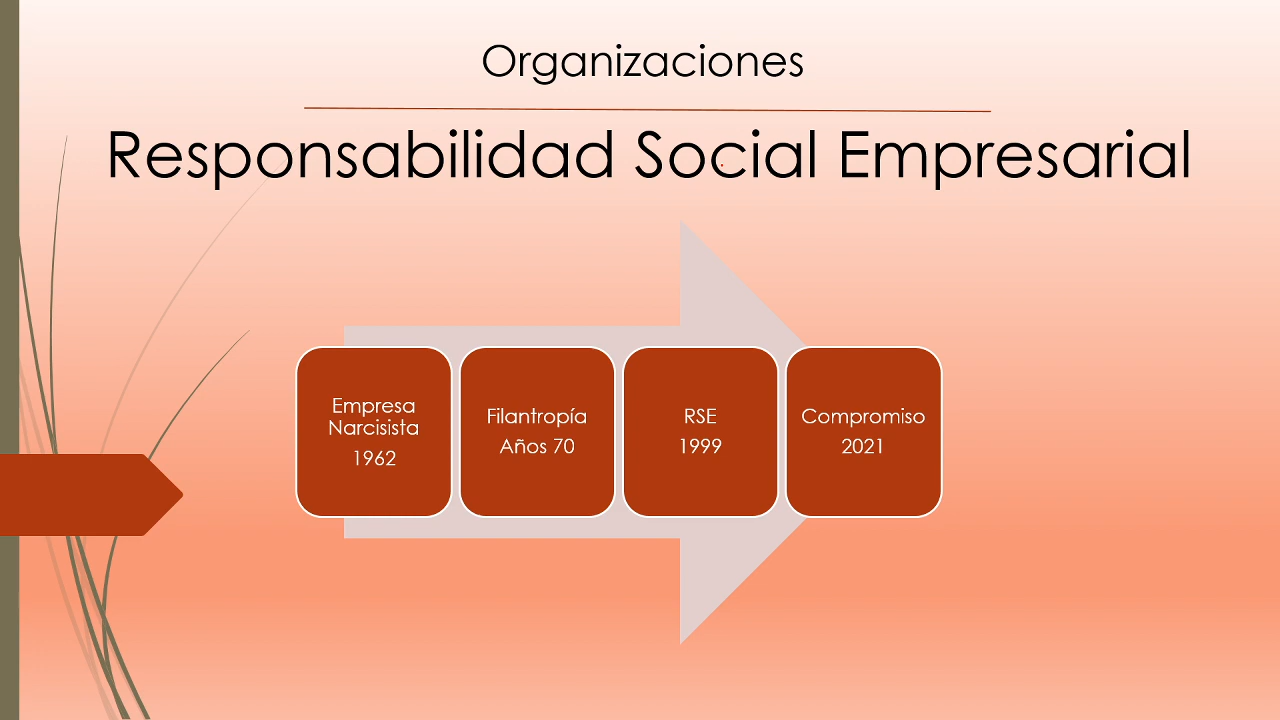 Organizaciones
Responsabilidad Social Empresarial
Empresa
Narcisista
1962
Filantropía
Años 70
RSE
1999
Compromiso
2021